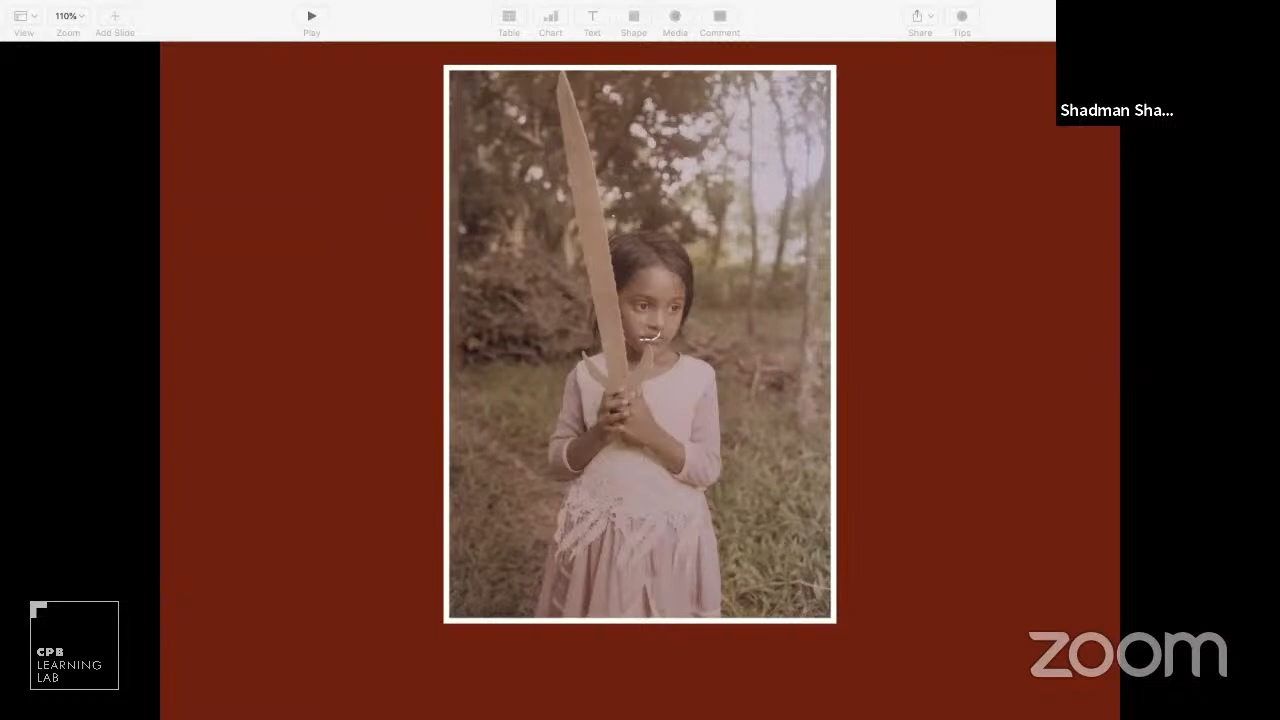 View
110%
Zoom
Add Slide
Play
Table
Chart
Text
Shape
Media
Comment
Share
Tips
Shadman Sha...
CPB
LEARNING
LAB
zoom